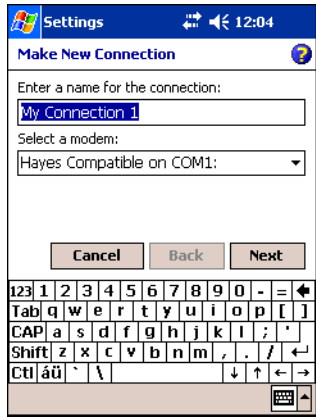 Settings 12:04
Make New Connection ?
Enter a name for the connection:
My Connection 1
Select a modem:
Hayes Compatible on COM1:
Cancel Back Next
123 1 2 3 4 5 6 7 8 9 0 - =
Tab q w e r t y u i o p [ ]
CAP a s d f g h j k l ; '
Shift z x c v b n m , . /
Ctl áü ` \